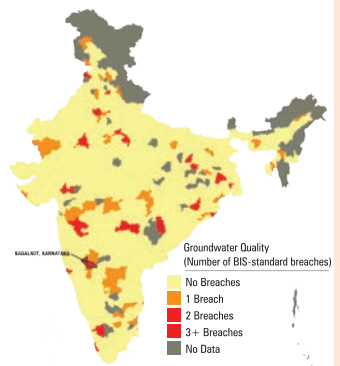 BAGALKOT, KARNATAKA
Groundwater Quality
(Number of BIS-standard breaches)
No Breaches
1 Breach
2 Breaches
3+ Breaches
No Data